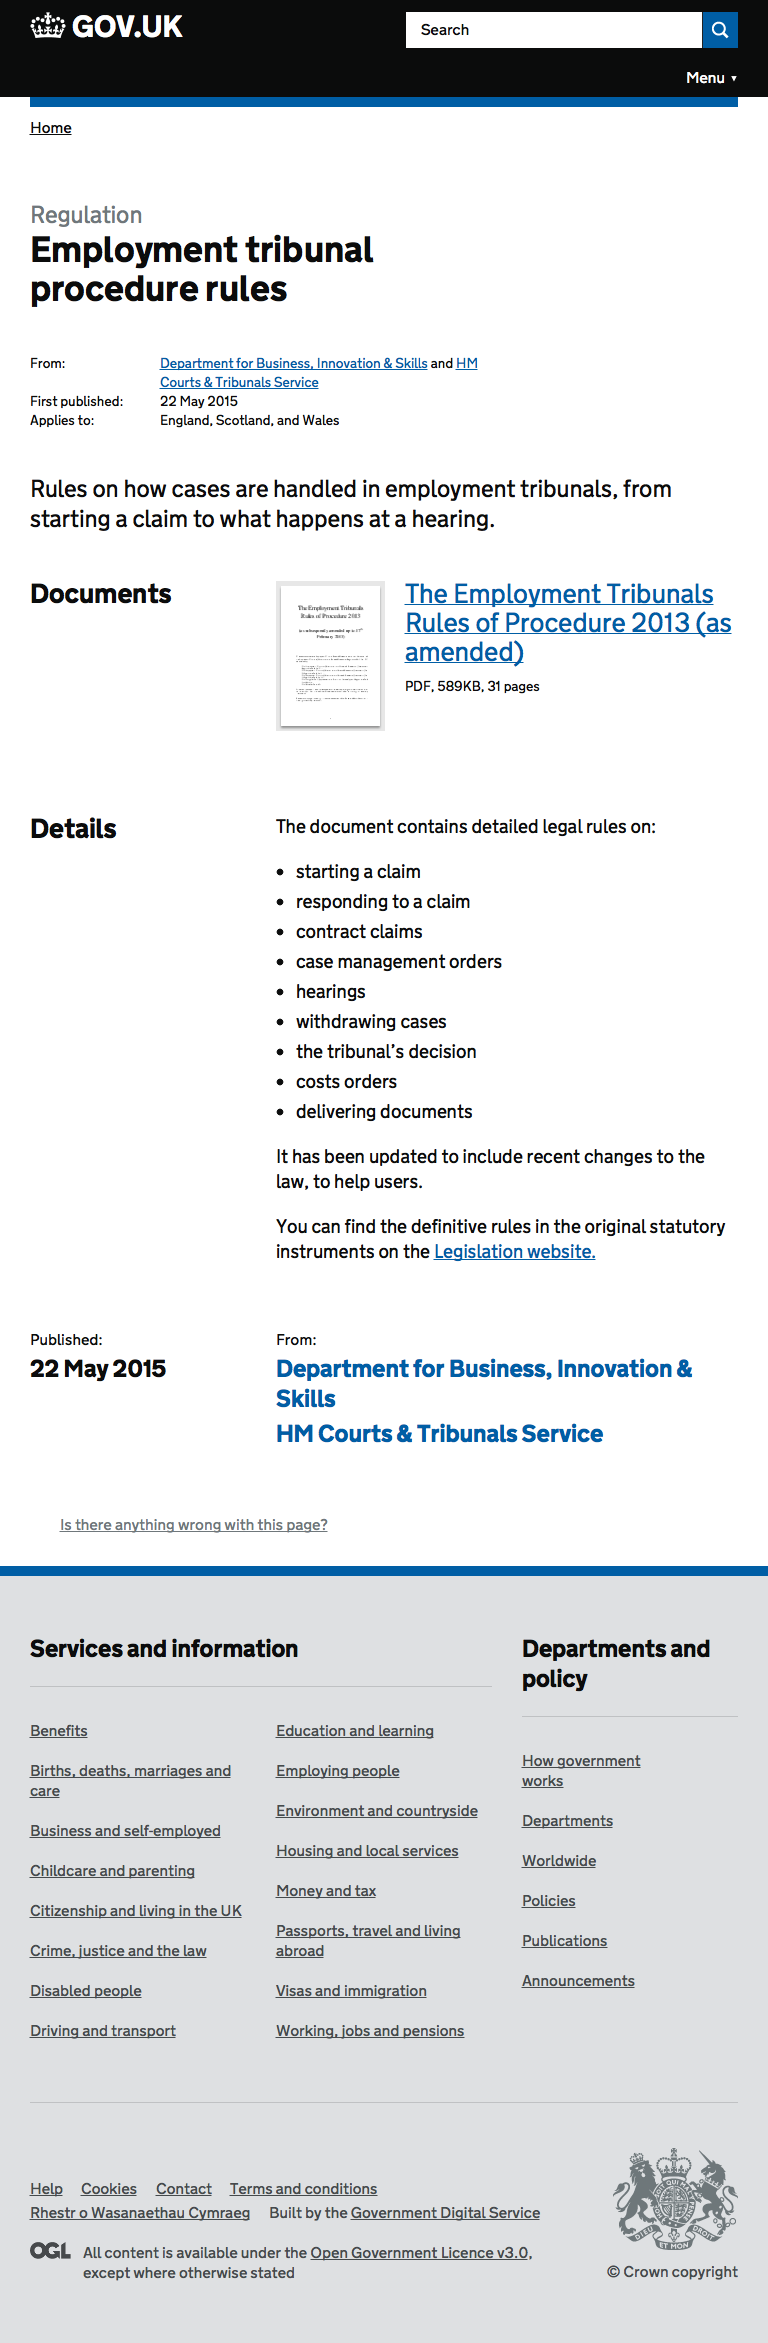 GOV.UK
Search
Menu ▼
Home
Regulation
Employment tribunal
procedure rules
From: Department for Business, Innovation & Skills and HM
Courts & Tribunals Service
First published: 22 May 2015
Applies to: England, Scotland, and Wales
Rules on how cases are handled in employment tribunals, from
starting a claim to what happens at a hearing.
Documents
The Employment Tribunals
Rules of Procedure 2013
The Employment Tribunals
Rules of Procedure 2013 (as
amended)
PDF, 589KB, 31 pages
Details
The document contains detailed legal rules on:
• starting a claim
• responding to a claim
• contract claims
• case management orders
• hearings
• withdrawing cases
• the tribunal’s decision
• costs orders
• delivering documents
It has been updated to include recent changes to the
law, to help users.
You can find the definitive rules in the original statutory
instruments on the Legislation website.
Published:
22 May 2015
From:
Department for Business, Innovation &
Skills
HM Courts & Tribunals Service
Is there anything wrong with this page?
Services and information
Benefits
Births, deaths, marriages and
care
Business and self-employed
Childcare and parenting
Citizenship and living in the UK
Crime, justice and the law
Disabled people
Driving and transport
Education and learning
Employing people
Environment and countryside
Housing and local services
Money and tax
Passports, travel and living
abroad
Visas and immigration
Working, jobs and pensions
Departments and
policy
How government
works
Departments
Worldwide
Policies
Publications
Announcements
Help Cookies Contact Terms and conditions
Rhestr o Wasanaethau Cymraeg Built by the Government Digital Service
OGL All content is available under the Open Government Licence v3.0,
except where otherwise stated
DIEU ET MON DROIT
© Crown copyright